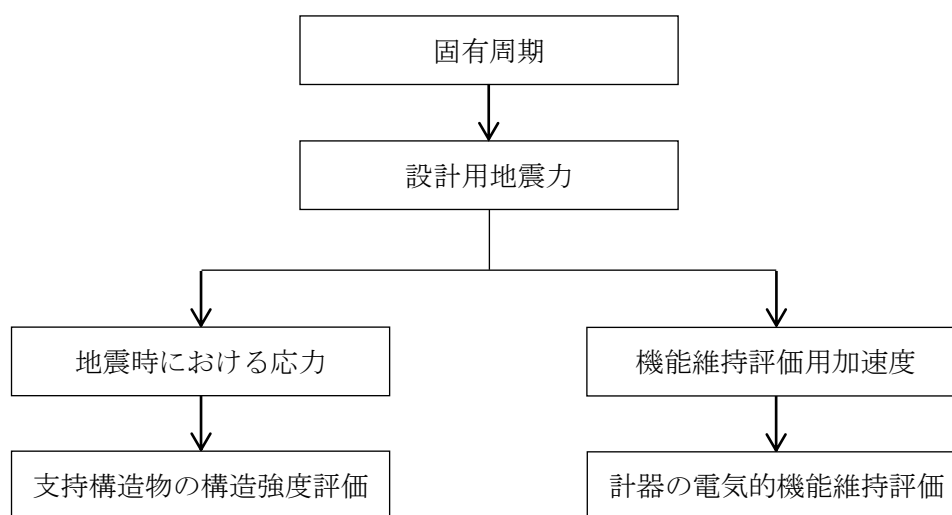 固有周期
設計用地震力
地震時における応力
機能維持評価用加速度
支持構造物の構造強度評価
計器の電気的機能維持評価